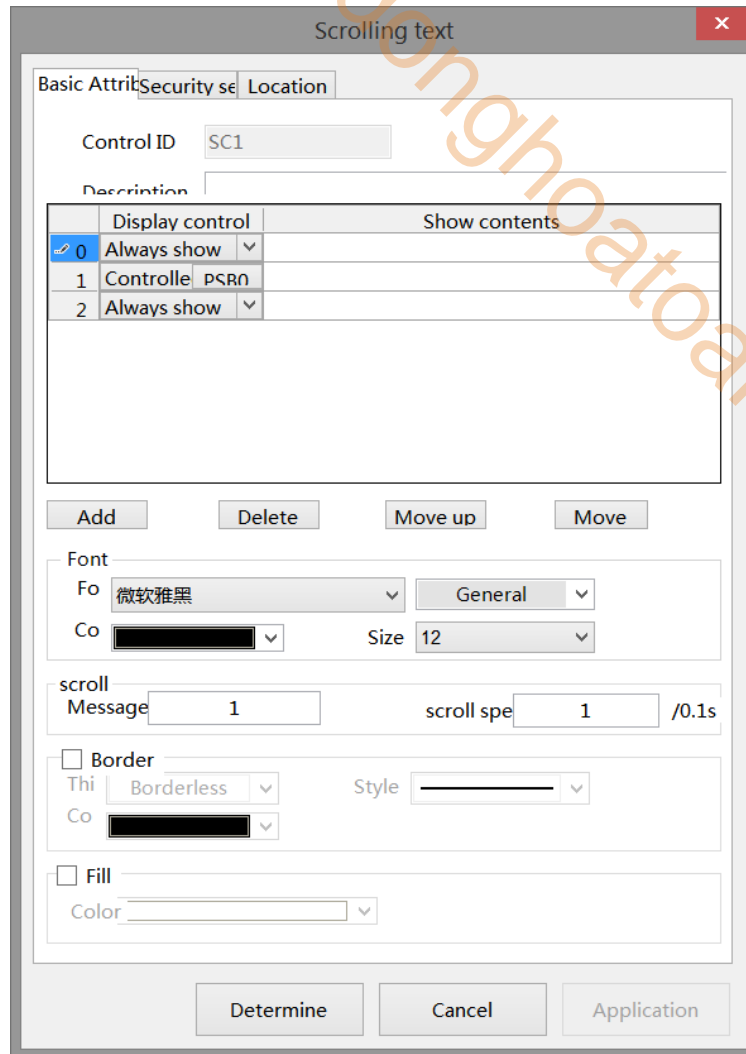 Scrolling text
Basic Attrib Security se Location
Control ID SC1
Description
Display control Show contents
0 Always show
1 Controlle PSB0
2 Always show
Add Delete Move up Move
Font
Fo 微软雅黑 General
Co Size 12
scroll
Message 1 scroll spe 1 /0.1s
Border
Thi Borderless Style
Co
Fill
Color
Determine Cancel Application